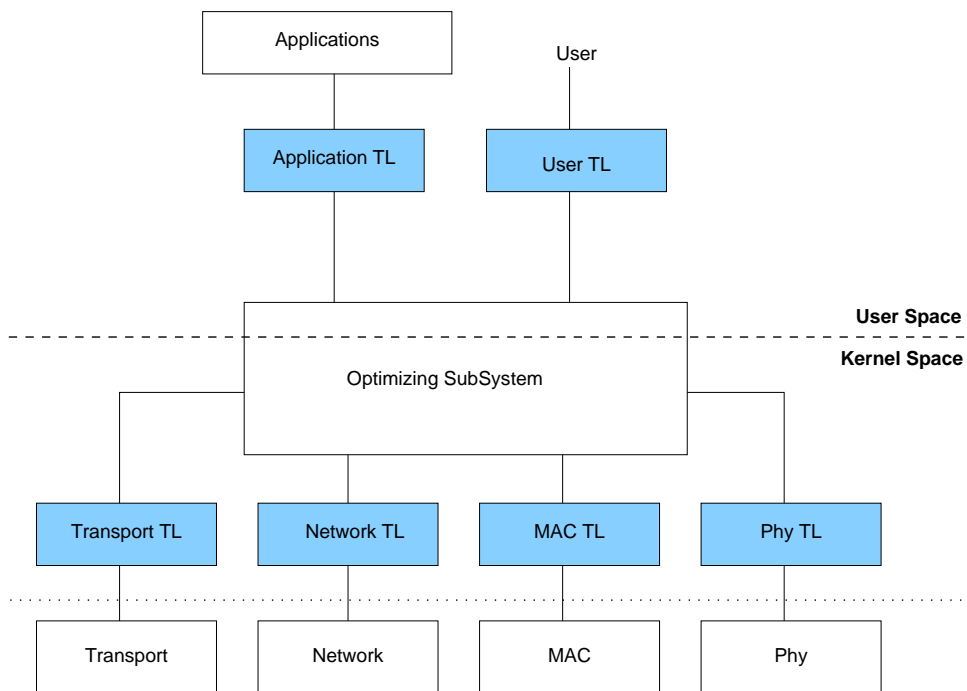 Applications
User
Application TL
User TL
User Space
Kernel Space
Optimizing SubSystem
Transport TL
Network TL
MAC TL
Phy TL
Transport
Network
MAC
Phy